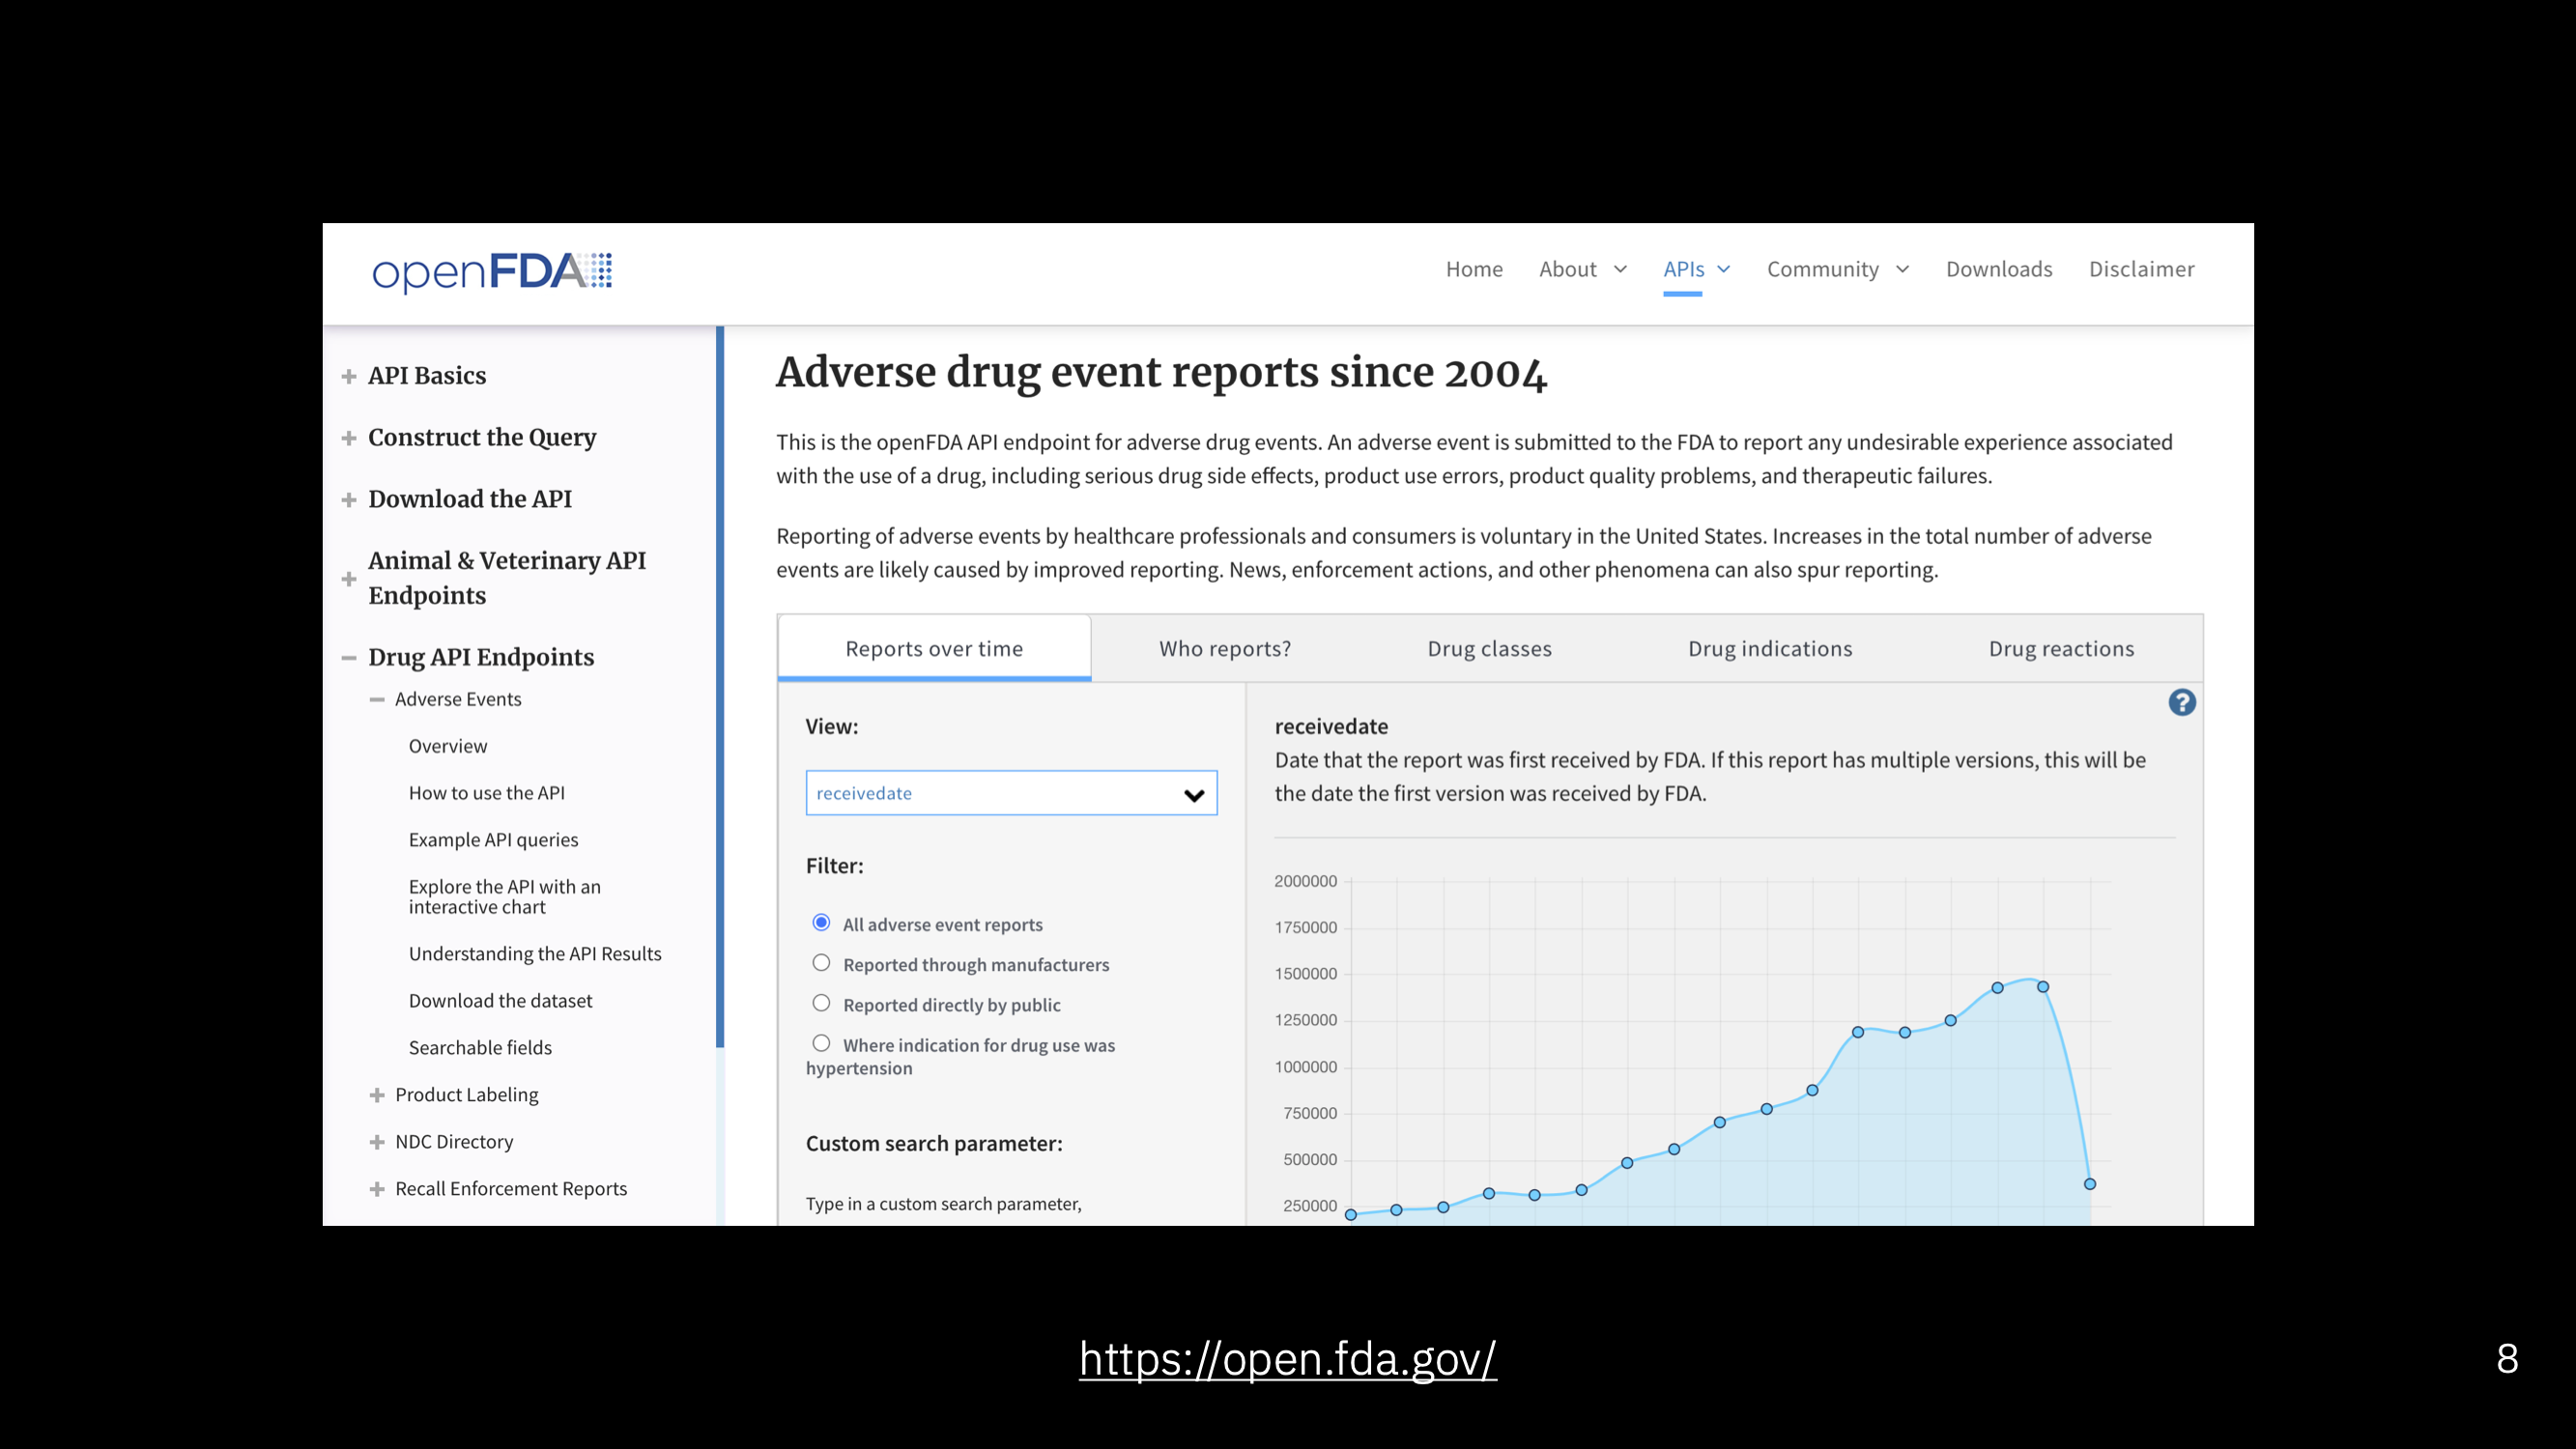 openFDA
Home About APIs Community Downloads Disclaimer
API Basics
Construct the Query
Download the API
Animal & Veterinary API
Endpoints
Drug API Endpoints
Adverse Events
Overview
How to use the API
Example API queries
Explore the API with an
interactive chart
Understanding the API Results
Download the dataset
Searchable fields
Product Labeling
NDC Directory
Recall Enforcement Reports
Adverse drug event reports since 2004
This is the openFDA API endpoint for adverse drug events. An adverse event is submitted to the FDA to report any undesirable experience associated
with the use of a drug, including serious drug side effects, product use errors, product quality problems, and therapeutic failures.
Reporting of adverse events by healthcare professionals and consumers is voluntary in the United States. Increases in the total number of adverse
events are likely caused by improved reporting. News, enforcement actions, and other phenomena can also spur reporting.
Reports over time Who reports? Drug classes Drug indications Drug reactions
View:
receivedate
Filter:
All adverse event reports
Reported through manufacturers
Reported directly by public
Where indication for drug use was
hypertension
Custom search parameter:
Type in a custom search parameter,
?
receivedate
Date that the report was first received by FDA. If this report has multiple versions, this will be
the date the first version was received by FDA.
2000000
1750000
1500000
1250000
1000000
750000
500000
250000
https://open.fda.gov/
8